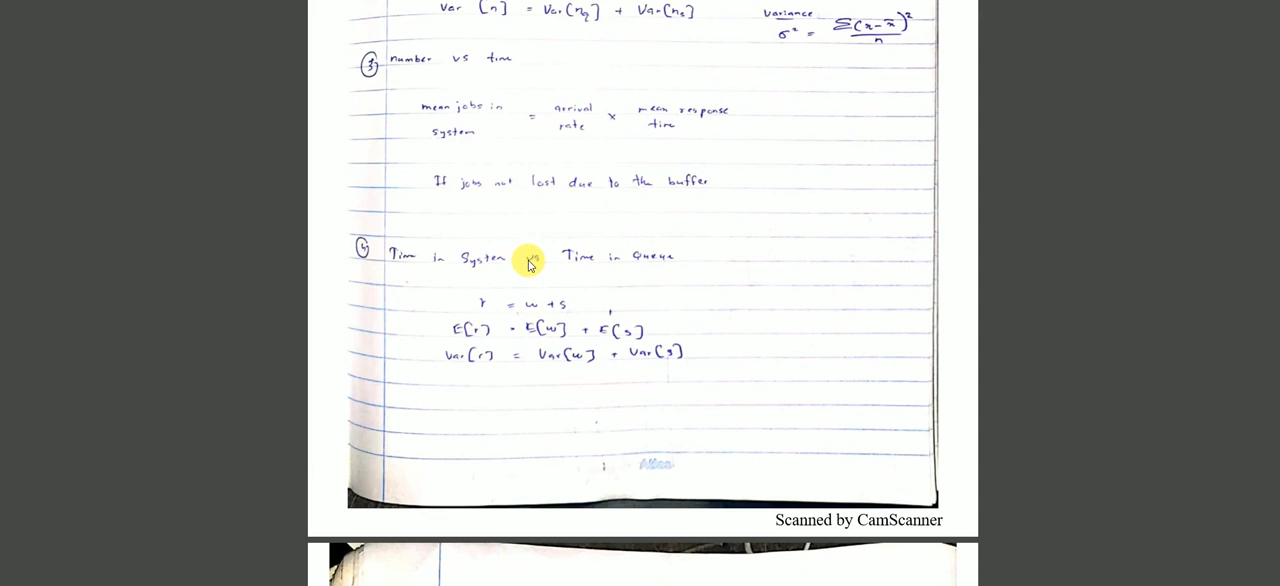 Var [n] = Var[nq] + Var[ns]
Variance
σ² = Σ(x-x̄)²/n
③ number vs time
mean jobs in system = arrival rate × mean response time
If jobs not lost due to the buffer
④ Time in System vs Time in Queue
r = w + s
E[r] = E[w] + E[s]
Var[r] = Var[w] + Var[s]
Scanned by CamScanner